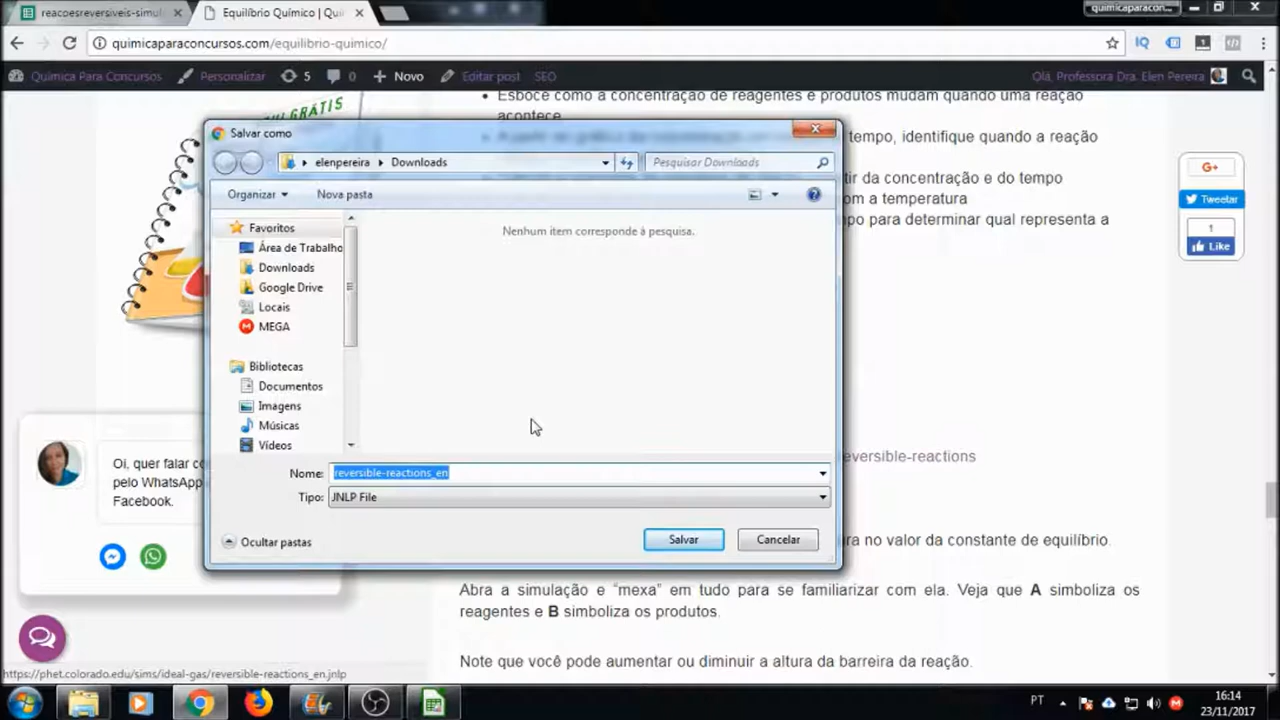 reacoesreversiveis-simul
Equilíbrio Químico | Qui
quimicaparacon...
quimicaparaconcursos.com/equilibrio-quimico/
Química Para Concursos
Personalizar
5
0
Novo
Editar post
SEO
Olá, Professora Dra. Elen Pereira
GRÁTIS
Esboce como a concentração de reagentes e produtos mudam quando uma reação
acontece.
tempo, identifique quando a reação
tir da concentração e do tempo
om a temperatura
po para determinar qual representa a
G+
Tweetar
1
Like
Salvar como
elenpereira
Downloads
Pesquisar Downloads
Organizar
Nova pasta
Favoritos
Área de Trabalho
Downloads
Google Drive
Locais
MEGA
Bibliotecas
Documentos
Imagens
Músicas
Vídeos
Nenhum item corresponde à pesquisa.
Nome:
reversible-reactions_en
Tipo:
JNLP File
Ocultar pastas
Salvar
Cancelar
Oi, quer falar co
pelo WhatsApp
Facebook.
reversible-reactions
ura no valor da constante de equilíbrio.
Abra a simulação e “mexa” em tudo para se familiarizar com ela. Veja que A simboliza os
reagentes e B simboliza os produtos.
Note que você pode aumentar ou diminuir a altura da barreira da reação.
https://phet.colorado.edu/sims/ideal-gas/reversible-reactions_en.jnlp
PT
16:14
23/11/2017